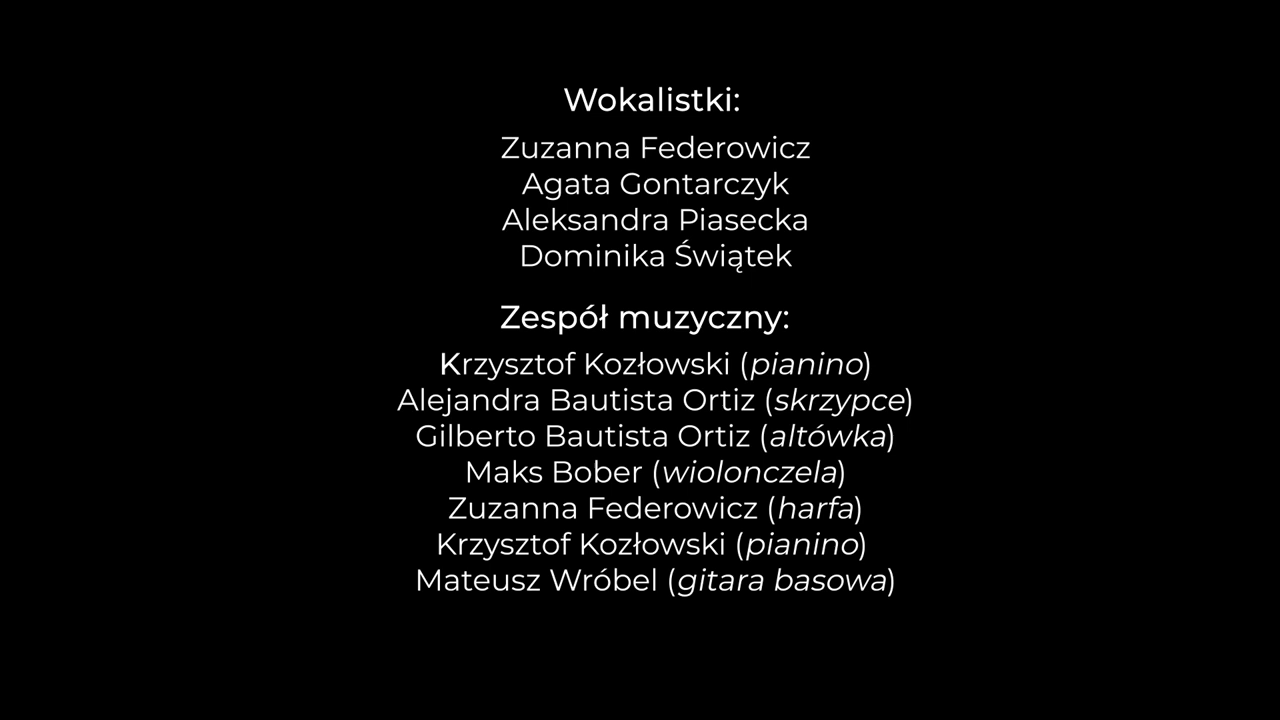 Wokalistki:
Zuzanna Federowicz
Agata Gontarczyk
Aleksandra Piasecka
Dominika Świątek
Zespół muzyczny:
Krzysztof Kozłowski (pianino)
Alejandra Bautista Ortiz (skrzypce)
Gilberto Bautista Ortiz (altówka)
Maks Bober (wiolonczela)
Zuzanna Federowicz (harfa)
Krzysztof Kozłowski (pianino)
Mateusz Wróbel (gitara basowa)